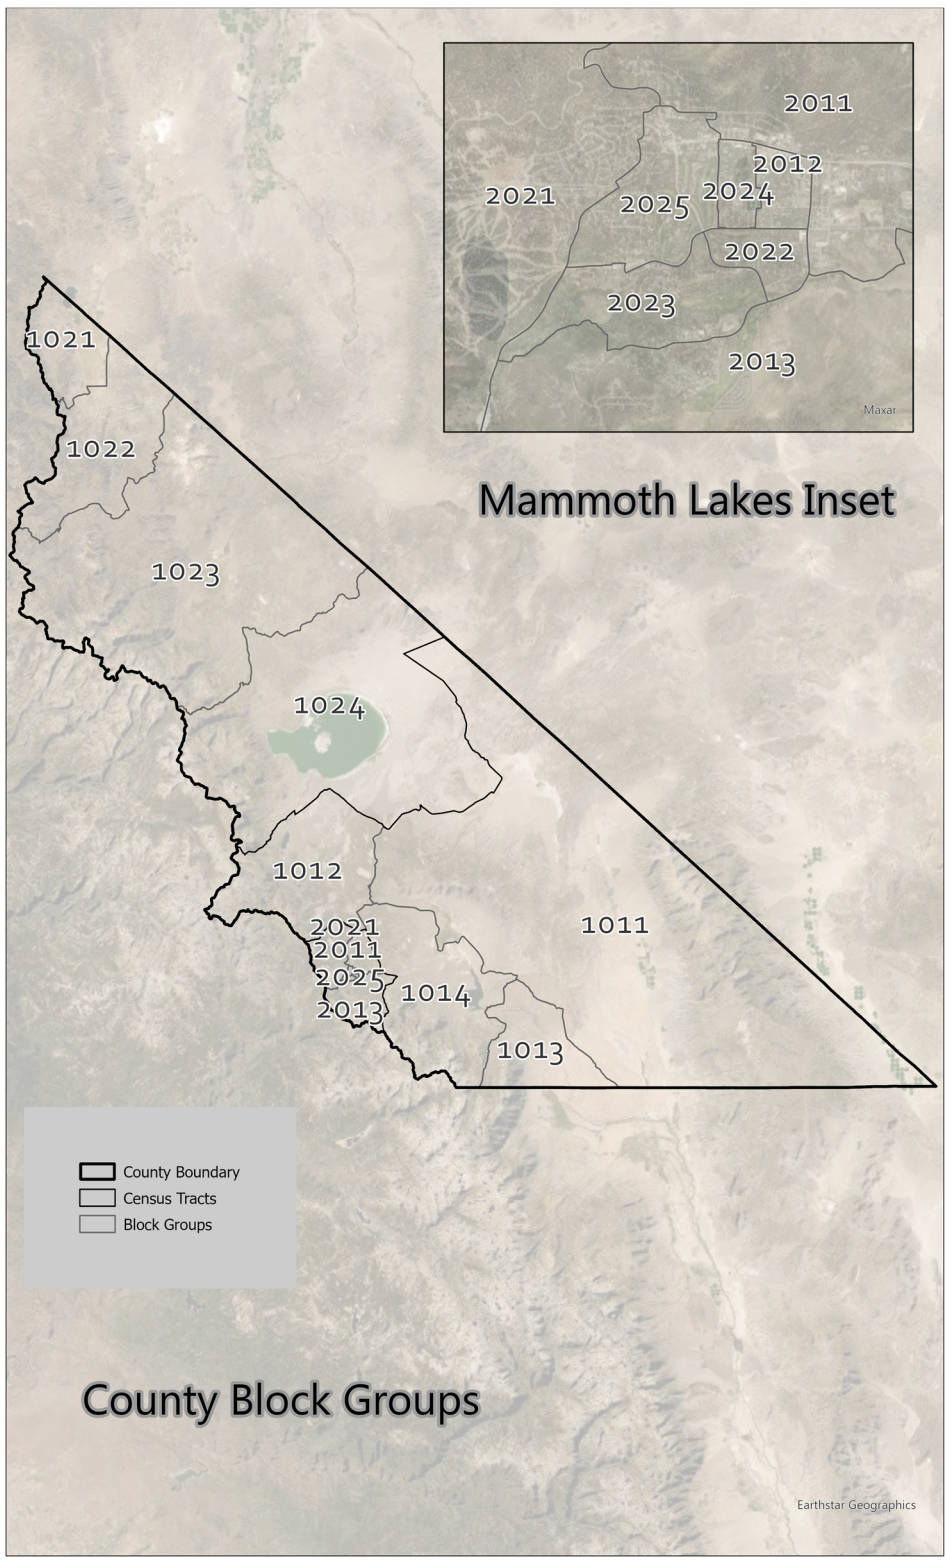 2011
2012
2021
2024
2025
2022
2023
2013
Maxar
Mammoth Lakes Inset
1021
1022
1023
1024
1012
1011
2021
2011
2025
1014
2013
1013
County Boundary
Census Tracts
Block Groups
County Block Groups
Earthstar Geographics